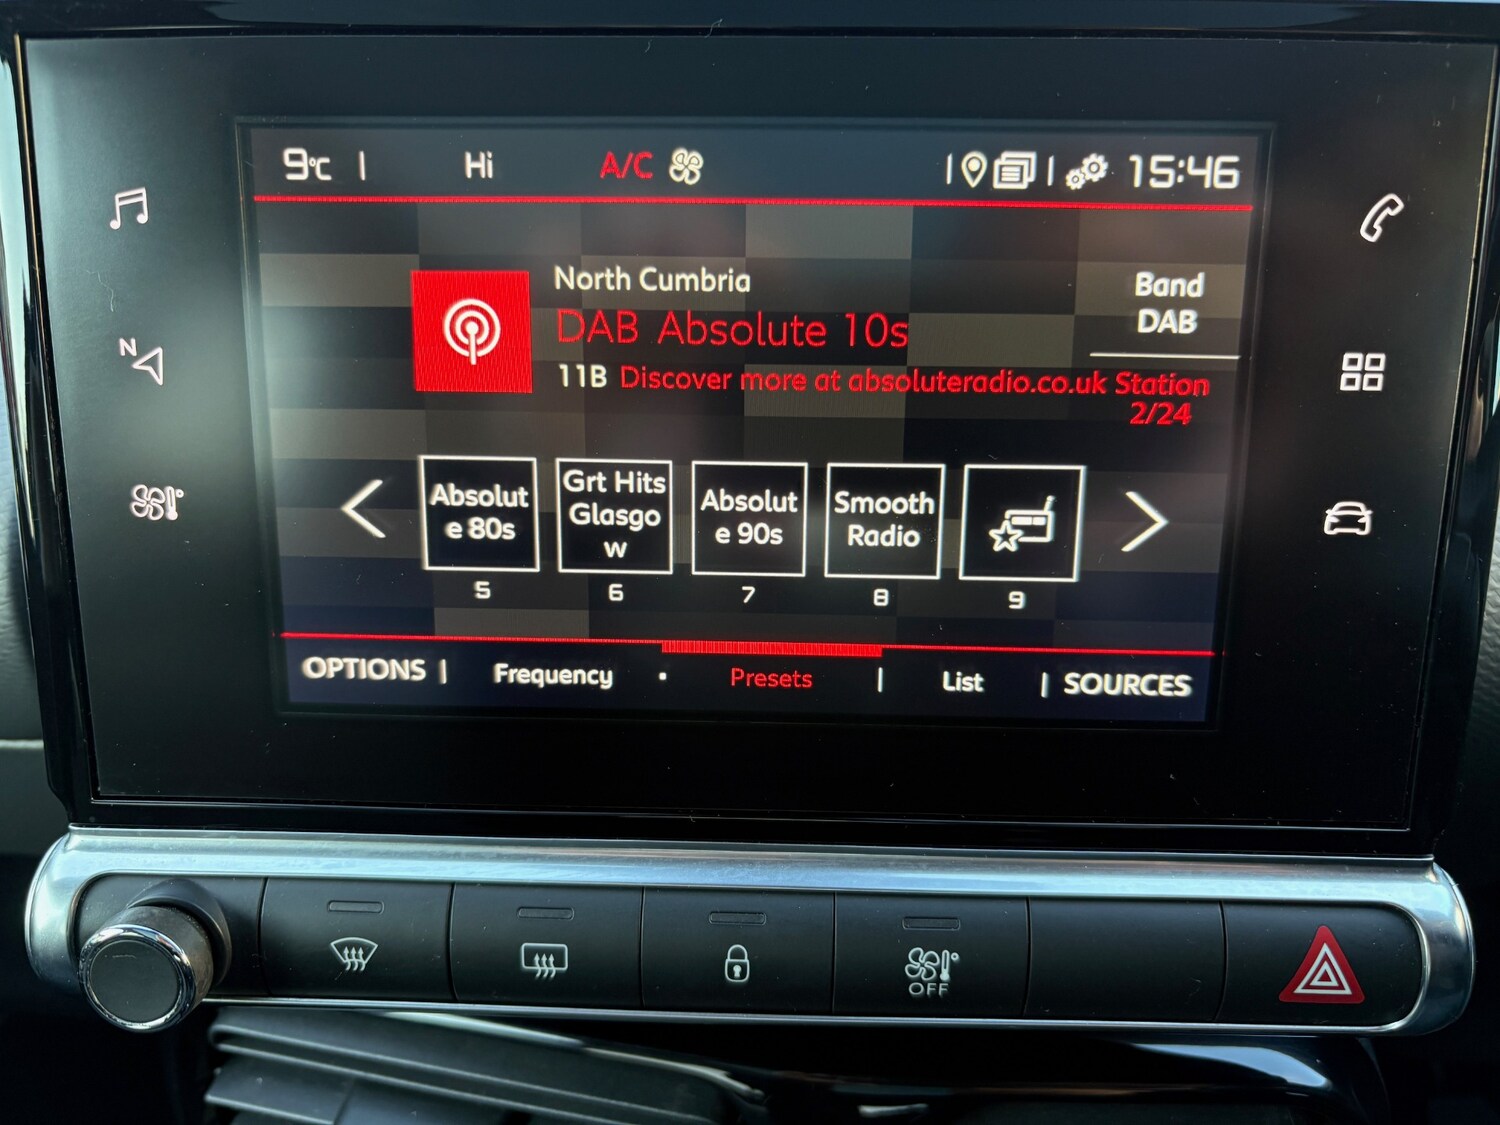 9°C | Hi A/C | | 15:46
North Cumbria
Band
DAB
DAB Absolute 10s
11B Discover more at absoluteradio.co.uk Station
2/24
N
Absolut
e 80s
Grt Hits
Glasgo
w
Absolut
e 90s
Smooth
Radio
5 6 7 8 9
OPTIONS | Frequency · Presets | List | SOURCES
OFF